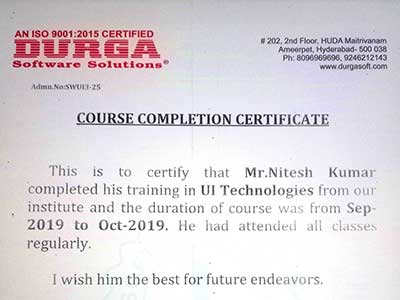 AN ISO 9001:2015 CERTIFIED
DURGA®
Software Solutions
# 202, 2nd Floor, HUDA Maitrivanam
Ameerpet, Hyderabad- 500 038
Ph: 8096969696, 9246212143
www.durgasoft.com
Admn.No:SWUI3-25
COURSE COMPLETION CERTIFICATE
This is to certify that Mr.Nitesh Kumar
completed his training in UI Technologies from our
institute and the duration of course was from Sep-
2019 to Oct-2019. He had attended all classes
regularly.
I wish him the best for future endeavors.